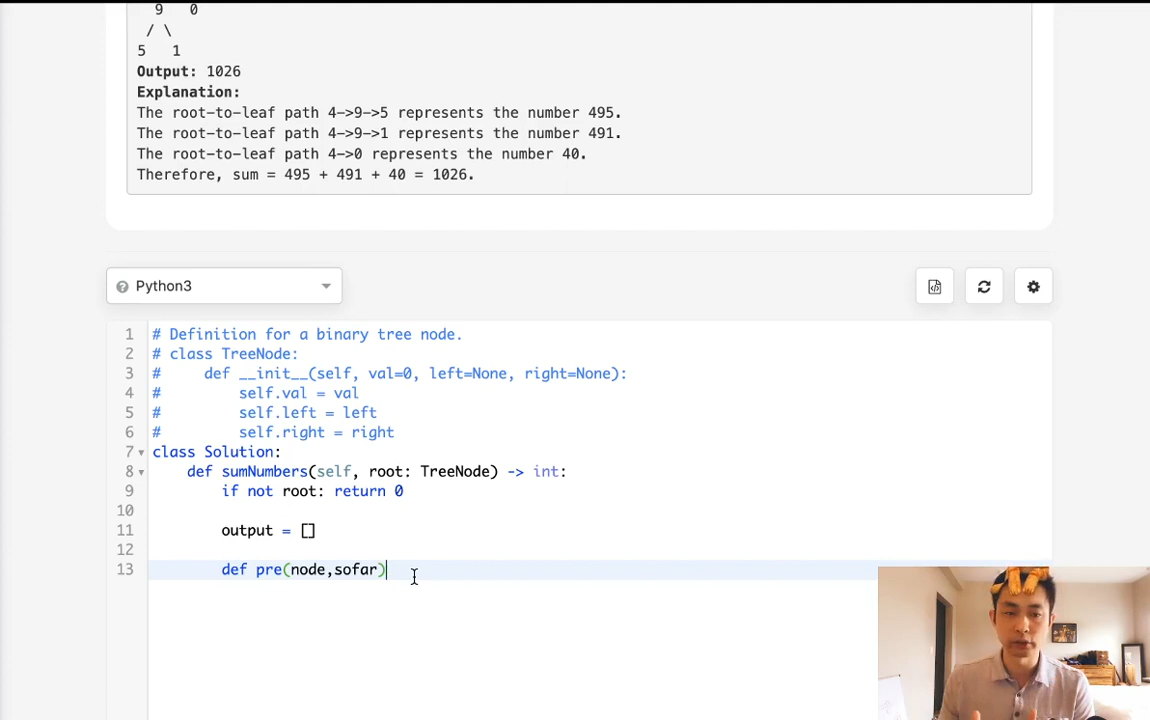 9 0
/ \
5 1
Output: 1026
Explanation:
The root-to-leaf path 4->9->5 represents the number 495.
The root-to-leaf path 4->9->1 represents the number 491.
The root-to-leaf path 4->0 represents the number 40.
Therefore, sum = 495 + 491 + 40 = 1026.
Python3
1 # Definition for a binary tree node.
2 # class TreeNode:
3 #     def __init__(self, val=0, left=None, right=None):
4 #         self.val = val
5 #         self.left = left
6 #         self.right = right
7 class Solution:
8     def sumNumbers(self, root: TreeNode) -> int:
9         if not root: return 0
10
11         output = []
12
13         def pre(node,sofar)